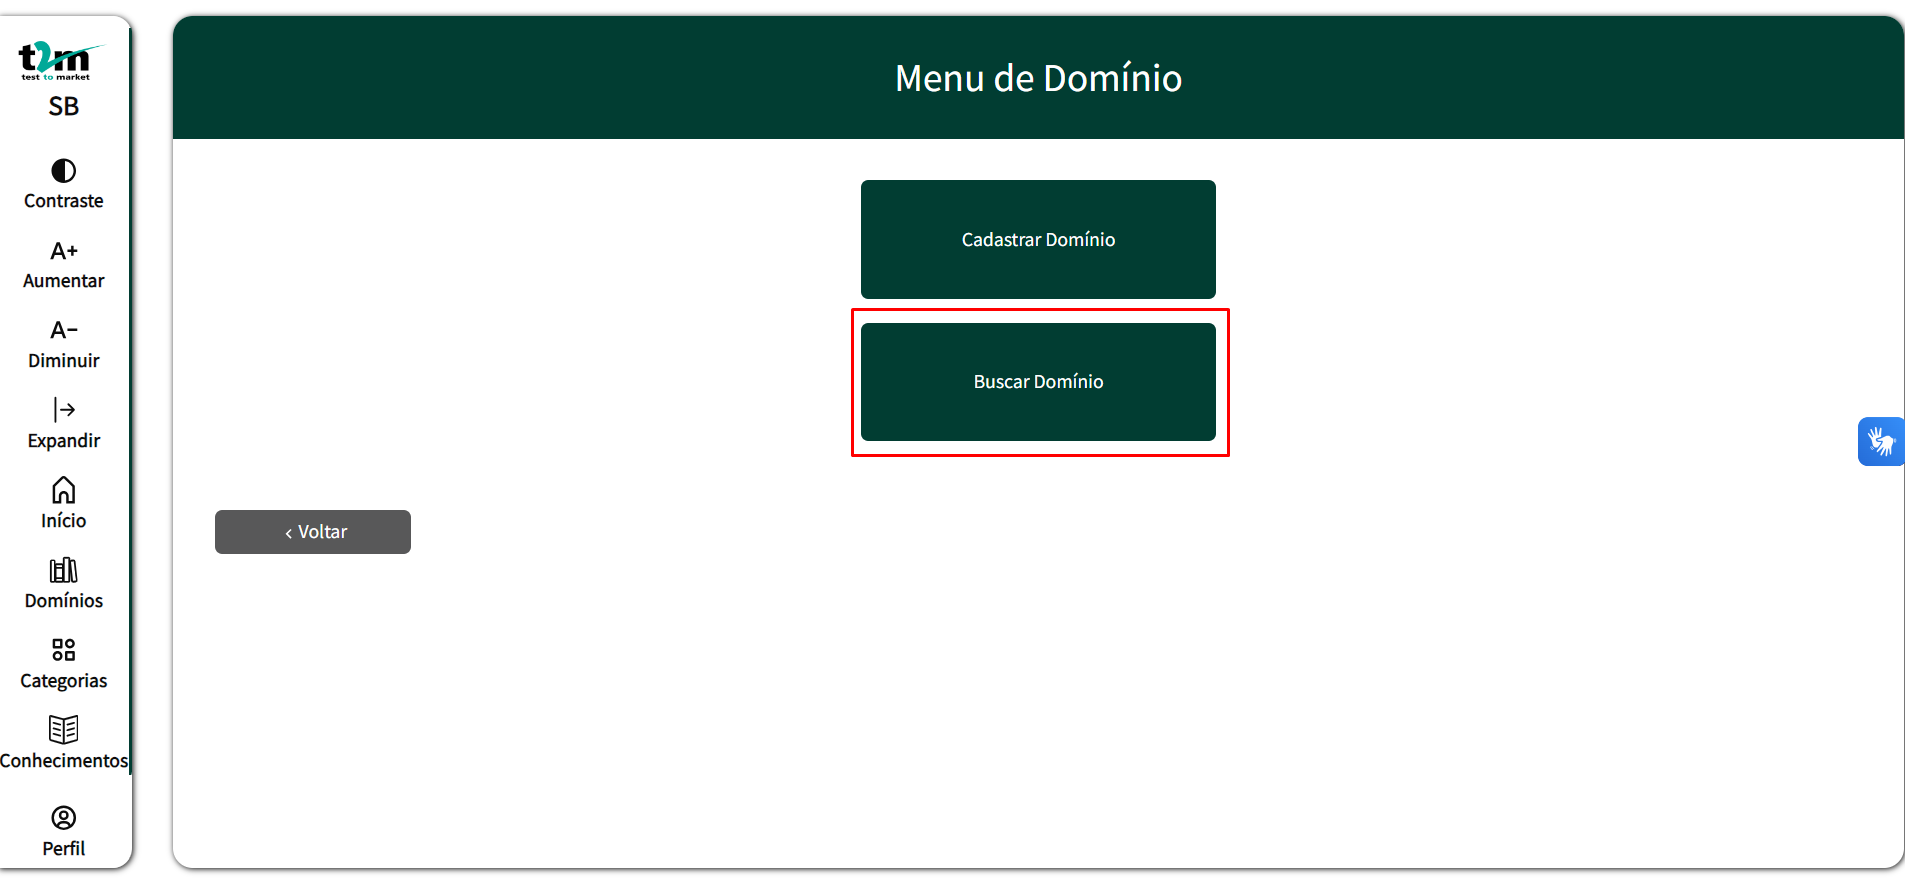 t2m
test to market
SB
Contraste
A+
Aumentar
A-
Diminuir
Expandir
Início
Domínios
Categorias
Conhecimentos
Perfil
Menu de Domínio
Cadastrar Domínio
Buscar Domínio
‹ Voltar